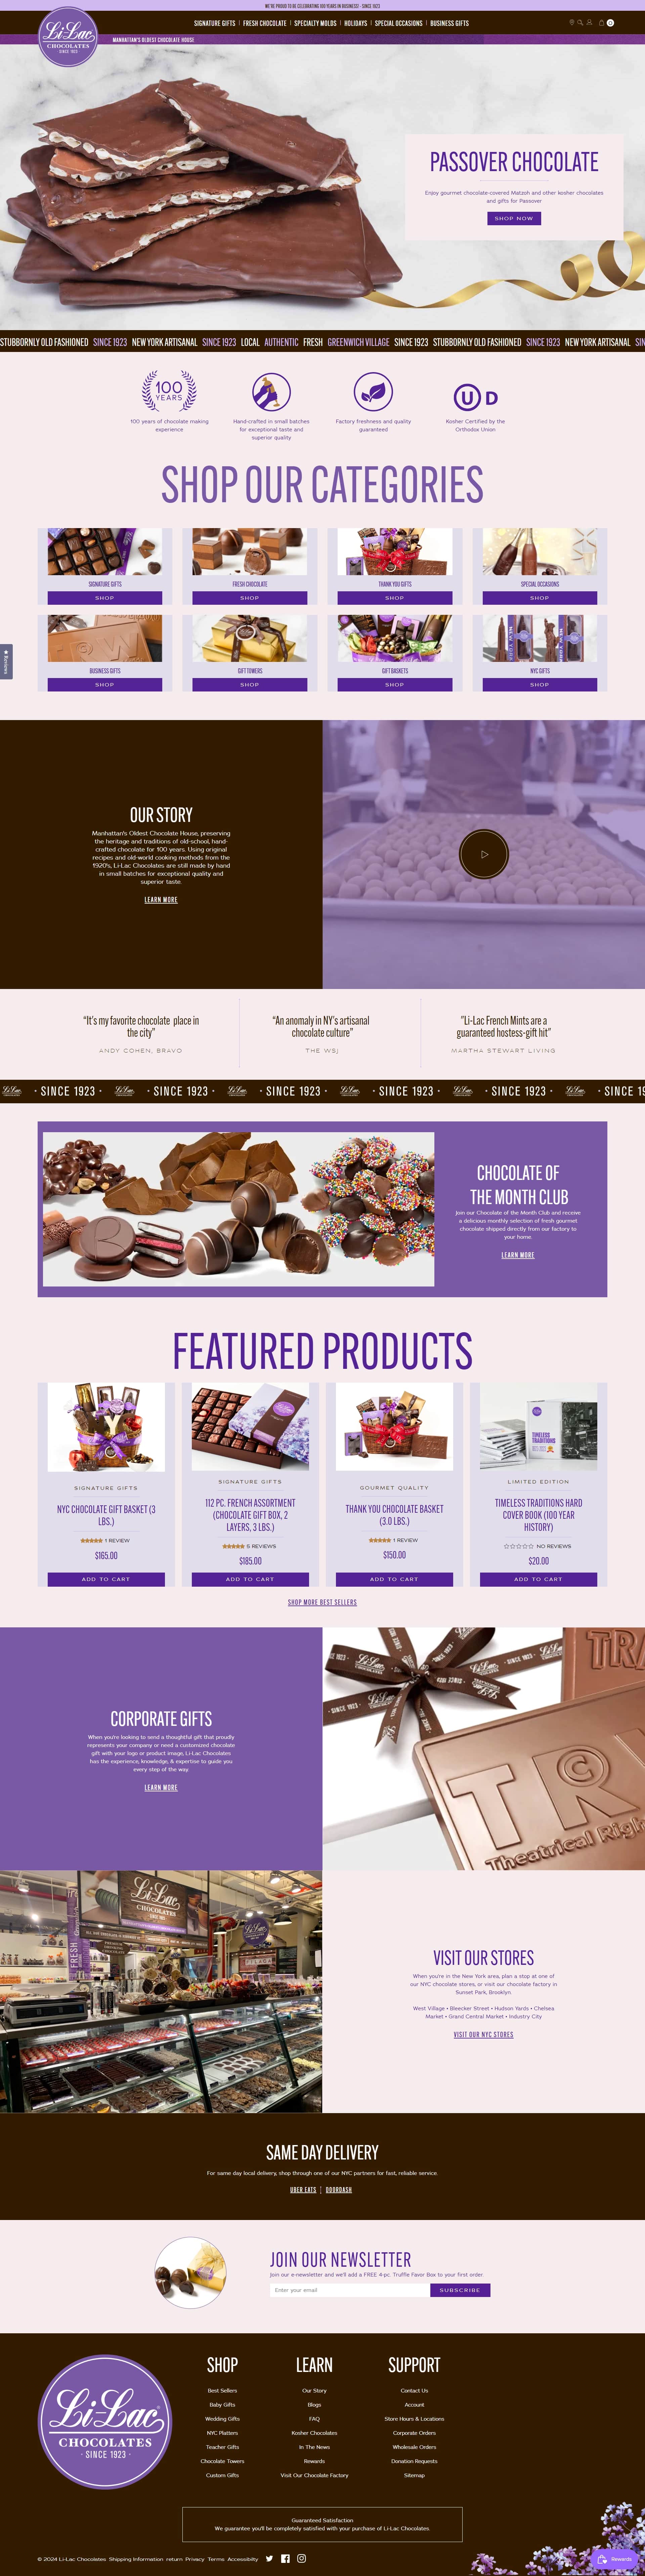 WE'RE PROUD TO BE CELEBRATING 100 YEARS IN BUSINESS! - SINCE 1923
Li-Lac
CHOCOLATES
SINCE 1923
SIGNATURE GIFTS
FRESH CHOCOLATE
SPECIALTY MOLDS
HOLIDAYS
SPECIAL OCCASIONS
BUSINESS GIFTS
0
MANHATTAN'S OLDEST CHOCOLATE HOUSE
PASSOVER CHOCOLATE
Enjoy gourmet chocolate-covered Matzoh and other kosher chocolates
and gifts for Passover
SHOP NOW
STUBBORNLY OLD FASHIONED SINCE 1923 NEW YORK ARTISANAL SINCE 1923 LOCAL AUTHENTIC FRESH GREENWICH VILLAGE SINCE 1923 STUBBORNLY OLD FASHIONED SINCE 1923 NEW YORK ARTISANAL SIN
100
YEARS
U D
100 years of chocolate making
experience
Hand-crafted in small batches
for exceptional taste and
superior quality
Factory freshness and quality
guaranteed
Kosher Certified by the
Orthodox Union
SHOP OUR CATEGORIES
SIGNATURE GIFTS
SHOP
FRESH CHOCOLATE
SHOP
THANK YOU GIFTS
SHOP
SPECIAL OCCASIONS
SHOP
★ Reviews
BUSINESS GIFTS
SHOP
GIFT TOWERS
SHOP
GIFT BASKETS
SHOP
NYC GIFTS
SHOP
OUR STORY
Manhattan's Oldest Chocolate House, preserving
the heritage and traditions of old-school, hand-
crafted chocolate for 100 years. Using original
recipes and old-world cooking methods from the
1920's, Li-Lac Chocolates are still made by hand
in small batches for exceptional quality and
superior taste.
LEARN MORE
"It's my favorite chocolate place in
the city"
ANDY COHEN, BRAVO
"An anomaly in NY's artisanal
chocolate culture"
THE WSJ
"Li-Lac French Mints are a
guaranteed hostess-gift hit"
MARTHA STEWART LIVING
Li-Lac • SINCE 1923 • Li-Lac • SINCE 1923 • Li-Lac • SINCE 1923 • Li-Lac • SINCE 1923 • Li-Lac • SINCE 1923 • Li-Lac • SINCE 19
CHOCOLATE OF
THE MONTH CLUB
Join our Chocolate of the Month Club and receive
a delicious monthly selection of fresh gourmet
chocolate shipped directly from our factory to
your home.
LEARN MORE
FEATURED PRODUCTS
SIGNATURE GIFTS
NYC CHOCOLATE GIFT BASKET (3
LBS.)
1 REVIEW
$165.00
ADD TO CART
SIGNATURE GIFTS
112 PC. FRENCH ASSORTMENT
(CHOCOLATE GIFT BOX, 2
LAYERS, 3 LBS.)
5 REVIEWS
$185.00
ADD TO CART
GOURMET QUALITY
THANK YOU CHOCOLATE BASKET
(3.0 LBS.)
1 REVIEW
$150.00
ADD TO CART
TIMELESS
TRADITIONS
LIMITED EDITION
TIMELESS TRADITIONS HARD
COVER BOOK (100 YEAR
HISTORY)
NO REVIEWS
$20.00
ADD TO CART
SHOP MORE BEST SELLERS
CORPORATE GIFTS
When you're looking to send a thoughtful gift that proudly
represents your company or need a customized chocolate
gift with your logo or product image, Li-Lac Chocolates
has the experience, knowledge, & expertise to guide you
every step of the way.
LEARN MORE
SINCE 1923
TRA
TRC
Theatrical Righ
Li-Lac
CHOCOLATES
FRESH
VISIT OUR STORES
When you're in the New York area, plan a stop at one of
our NYC chocolate stores, or visit our chocolate factory in
Sunset Park, Brooklyn.
West Village • Bleecker Street • Hudson Yards • Chelsea
Market • Grand Central Market • Industry City
VISIT OUR NYC STORES
SAME DAY DELIVERY
For same day local delivery, shop through one of our NYC partners for fast, reliable service.
UBER EATS | DOORDASH
JOIN OUR NEWSLETTER
Join our e-newsletter and we'll add a FREE 4-pc. Truffle Favor Box to your first order.
Enter your email
SUBSCRIBE
Li-Lac
CHOCOLATES
• SINCE 1923 •
SHOP
Best Sellers
Baby Gifts
Wedding Gifts
NYC Platters
Teacher Gifts
Chocolate Towers
Custom Gifts
LEARN
Our Story
Blogs
FAQ
Kosher Chocolates
In The News
Rewards
Visit Our Chocolate Factory
SUPPORT
Contact Us
Account
Store Hours & Locations
Corporate Orders
Wholesale Orders
Donation Requests
Sitemap
Guaranteed Satisfaction
We guarantee you'll be completely satisfied with your purchase of Li-Lac Chocolates.
© 2024 Li-Lac Chocolates Shipping Information return Privacy Terms Accessibilty
Rewards